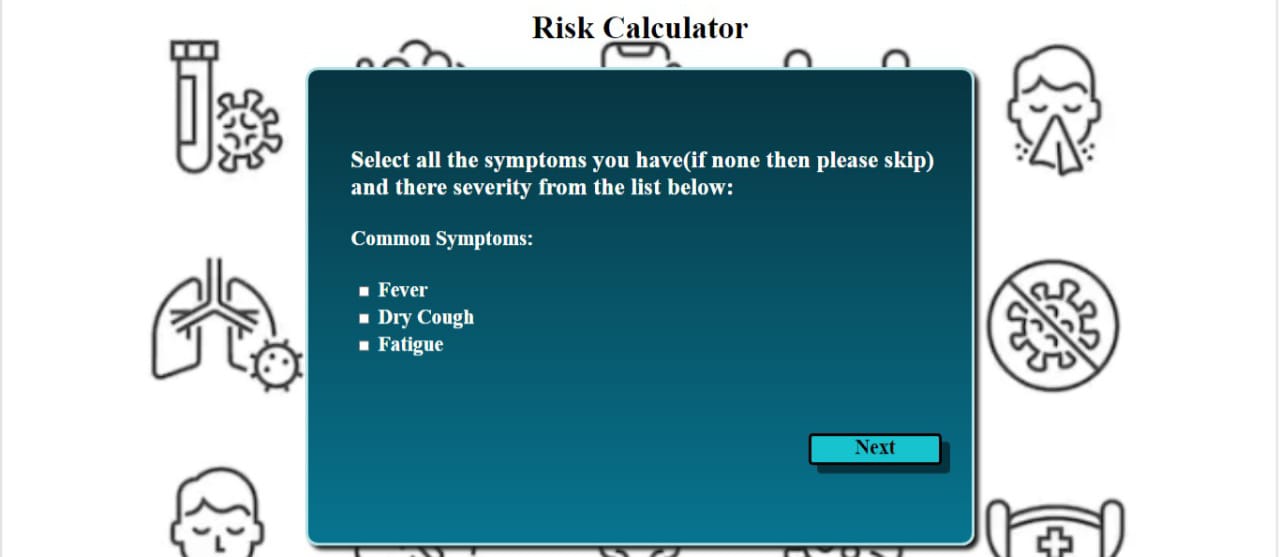 Risk Calculator
Select all the symptoms you have(if none then please skip)
and there severity from the list below:
Common Symptoms:
Fever
Dry Cough
Fatigue
Next